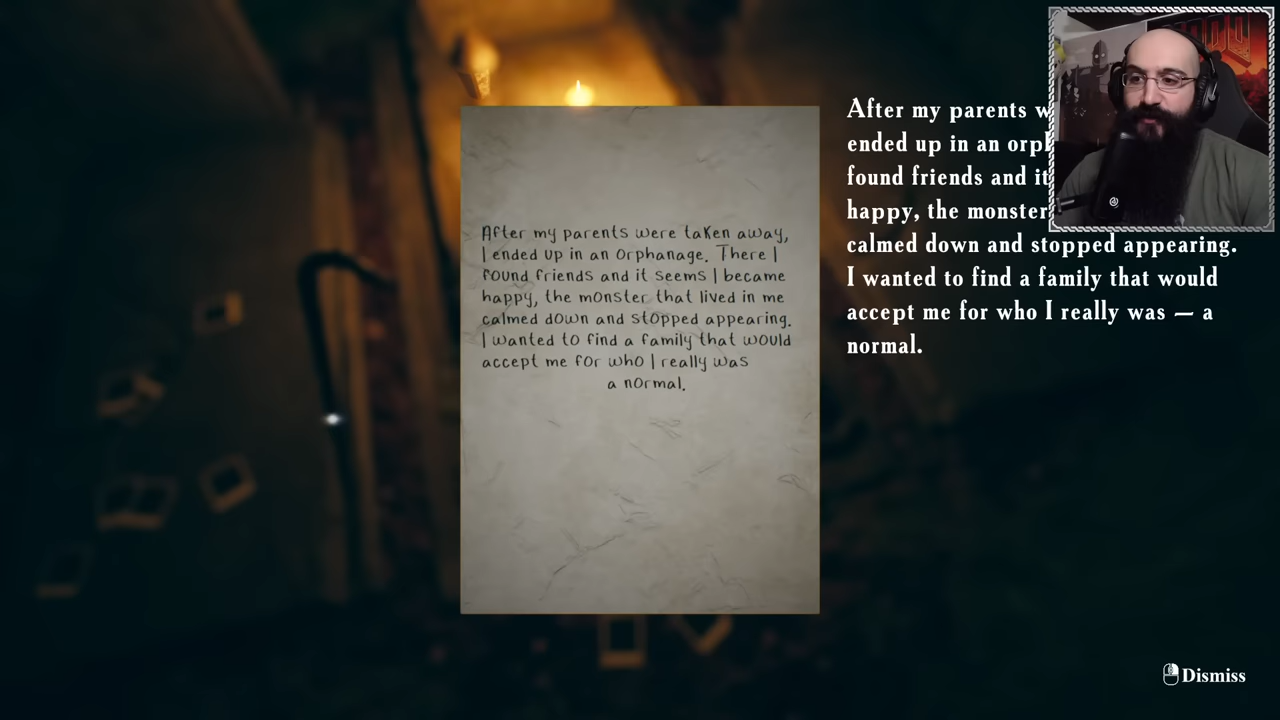 After my parents were taken away,
I ended up in an orphanage. There I
found friends and it seems I became
happy, the monster that lived in me
calmed down and stopped appearing.
I wanted to find a family that would
accept me for who I really was
a normal.
After my parents
ended up in an
found friends and it
happy, the monster
calmed down and stopped appearing.
I wanted to find a family that would
accept me for who I really was — a
normal.
Dismiss